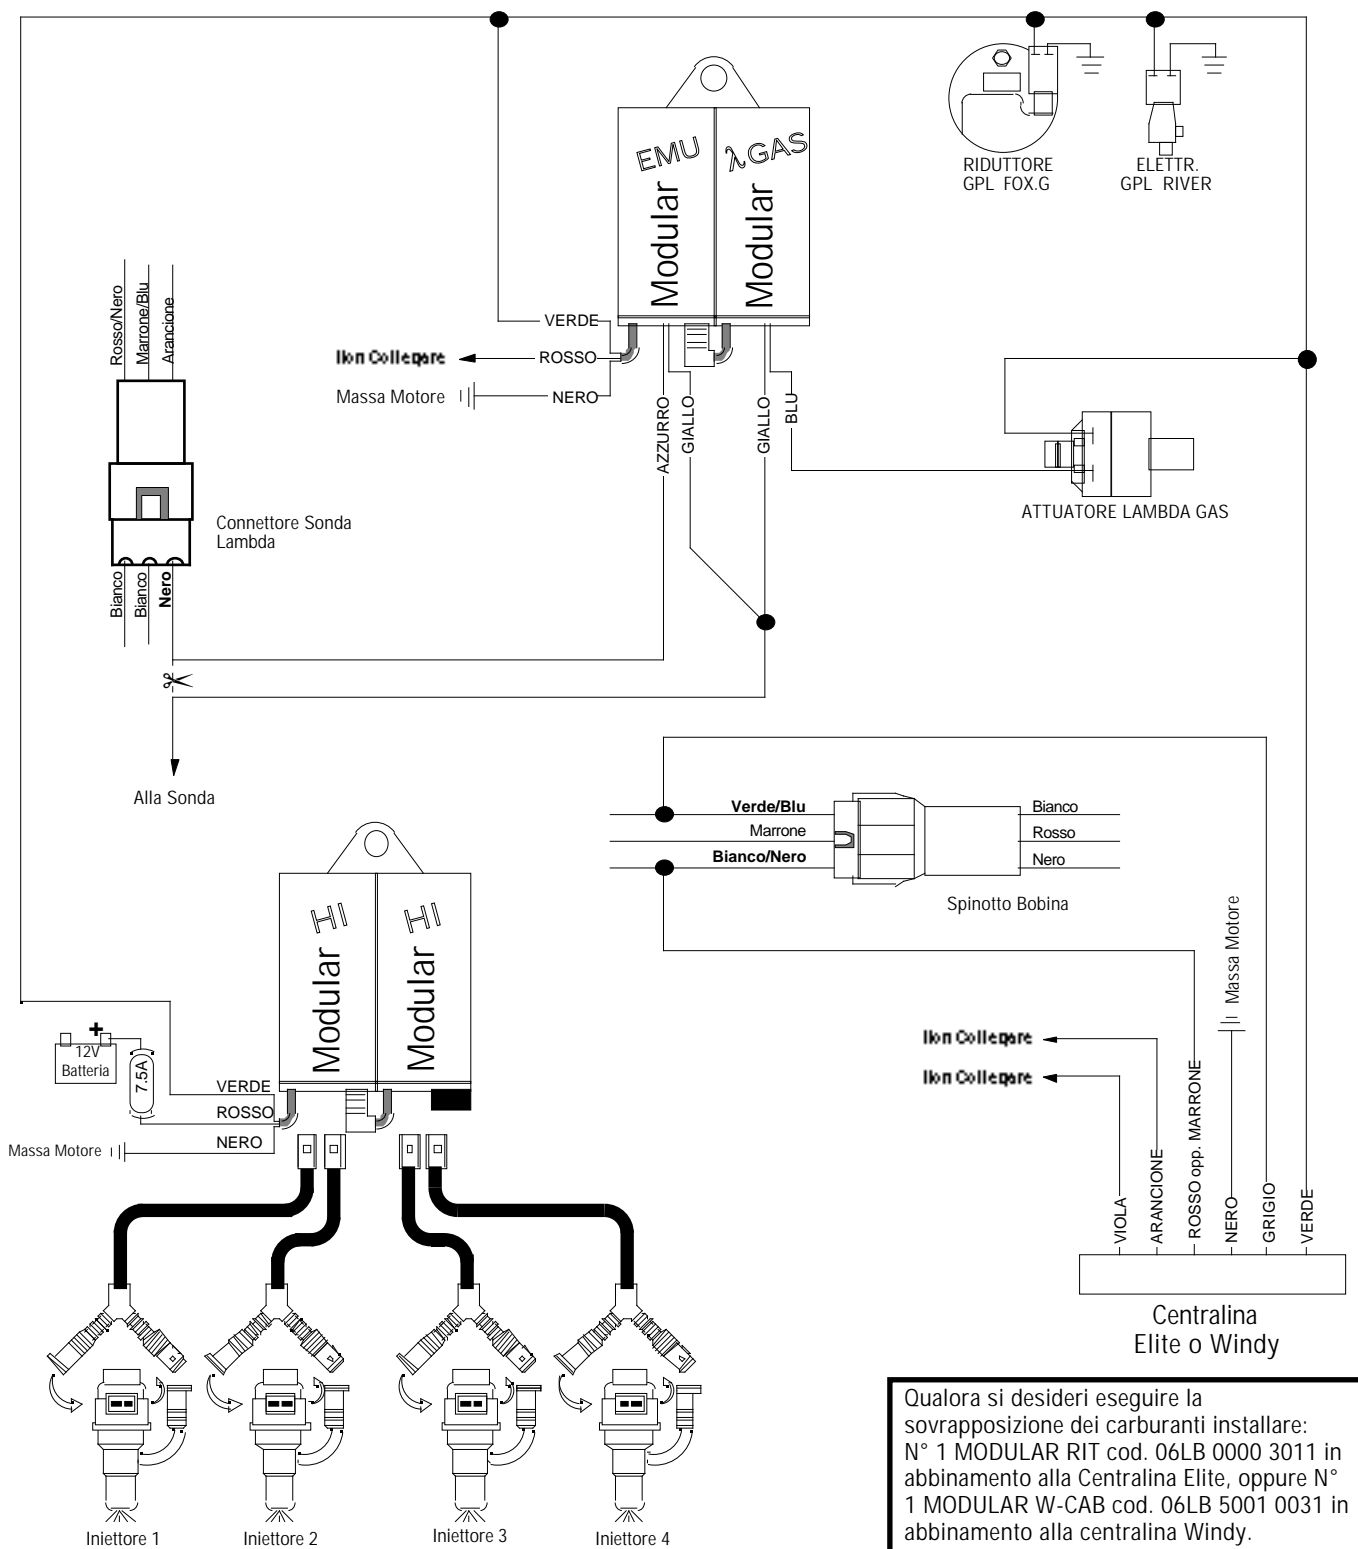 EMU
Modular
λGAS
Modular
RIDUTTORE
GPL FOX.G
ELETTR.
GPL RIVER
Rosso/Nero
Marrone/Blu
Arancione
VERDE
Non Collegare
ROSSO
Massa Motore
NERO
AZZURRO
GIALLO
GIALLO
BLU
ATTUATORE LAMBDA GAS
Connettore Sonda
Lambda
Bianco
Bianco
Nero
Alla Sonda
Verde/Blu
Marrone
Bianco/Nero
Bianco
Rosso
Nero
Spinotto Bobina
HI
Modular
HI
Modular
+
12V
Batteria
7.5A
VERDE
ROSSO
NERO
Massa Motore
Massa Motore
Non Collegare
Non Collegare
VIOLA
ARANCIONE
ROSSO opp. MARRONE
NERO
GRIGIO
VERDE
Centralina
Elite o Windy
Iniettore 1
Iniettore 2
Iniettore 3
Iniettore 4
Qualora si desideri eseguire la
sovrapposizione dei carburanti installare:
N° 1 MODULAR RIT cod. 06LB 0000 3011 in
abbinamento alla Centralina Elite, oppure N°
1 MODULAR W-CAB cod. 06LB 5001 0031 in
abbinamento alla centralina Windy.